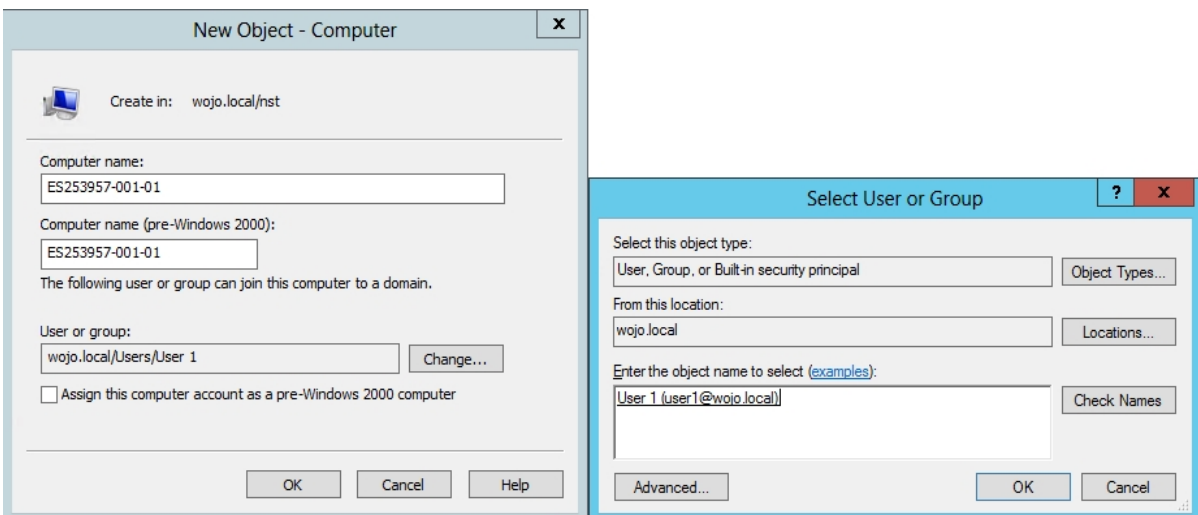 New Object - Computer
x
Create in: wojo.local/nst
Computer name:
ES253957-001-01
Computer name (pre-Windows 2000):
ES253957-001-01
The following user or group can join this computer to a domain.
User or group:
wojo.local/Users/User 1
Change...
Assign this computer account as a pre-Windows 2000 computer
OK
Cancel
Help
Select User or Group
?
x
Select this object type:
User, Group, or Built-in security principal
Object Types...
From this location:
wojo.local
Locations...
Enter the object name to select (examples):
User 1 (user1@wojo.local)
Check Names
Advanced...
OK
Cancel